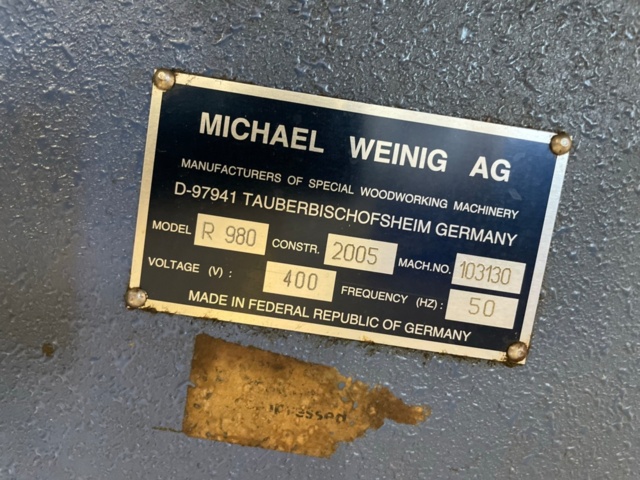 MICHAEL WEINIG AG
MANUFACTURERS OF SPECIAL WOODWORKING MACHINERY
D-97941 TAUBERBISCHOFSHEIM GERMANY
MODEL R 980 CONSTR. 2005 MACH.NO. 103130
VOLTAGE (V) : 400 FREQUENCY (HZ) : 50
MADE IN FEDERAL REPUBLIC OF GERMANY